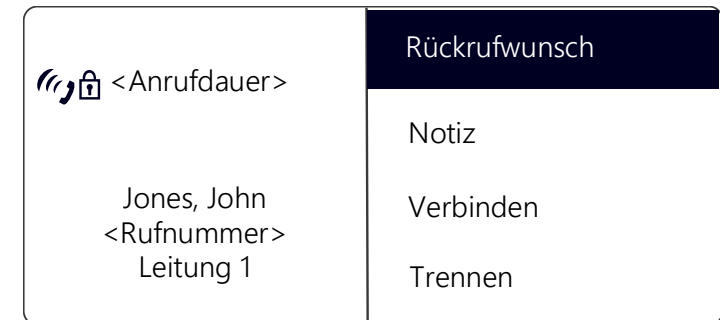 <Anrufdauer>
Jones, John
<Rufnummer>
Leitung 1
Rückrufwunsch
Notiz
Verbinden
Trennen